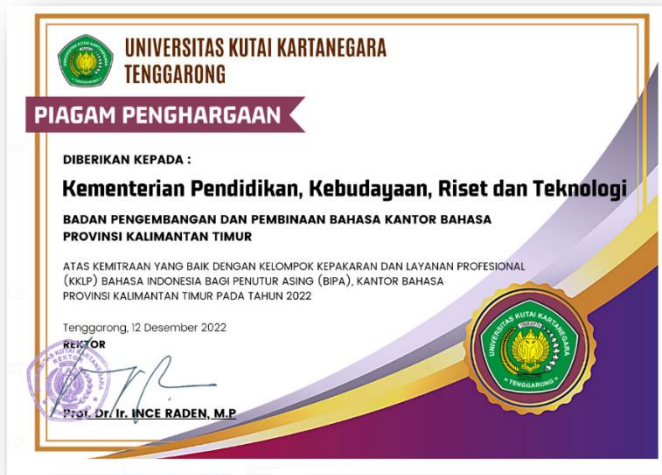 UNIVERSITAS KUTAI KARTANEGARA
TENGGARONG
PIAGAM PENGHARGAAN
DIBERIKAN KEPADA :
Kementerian Pendidikan, Kebudayaan, Riset dan Teknologi
BADAN PENGEMBANGAN DAN PEMBINAAN BAHASA KANTOR BAHASA
PROVINSI KALIMANTAN TIMUR
ATAS KEMITRAAN YANG BAIK DENGAN KELOMPOK KEPAKARAN DAN LAYANAN PROFESIONAL
(KKLP) BAHASA INDONESIA BAGI PENUTUR ASING (BIPA), KANTOR BAHASA
PROVINSI KALIMANTAN TIMUR PADA TAHUN 2022
Tenggarong, 12 Desember 2022
REKTOR
Prof. Dr. Ir. INCE RADEN, M.P
UNIVERSITAS KUTAI KARTANEGARA
TENGGARONG